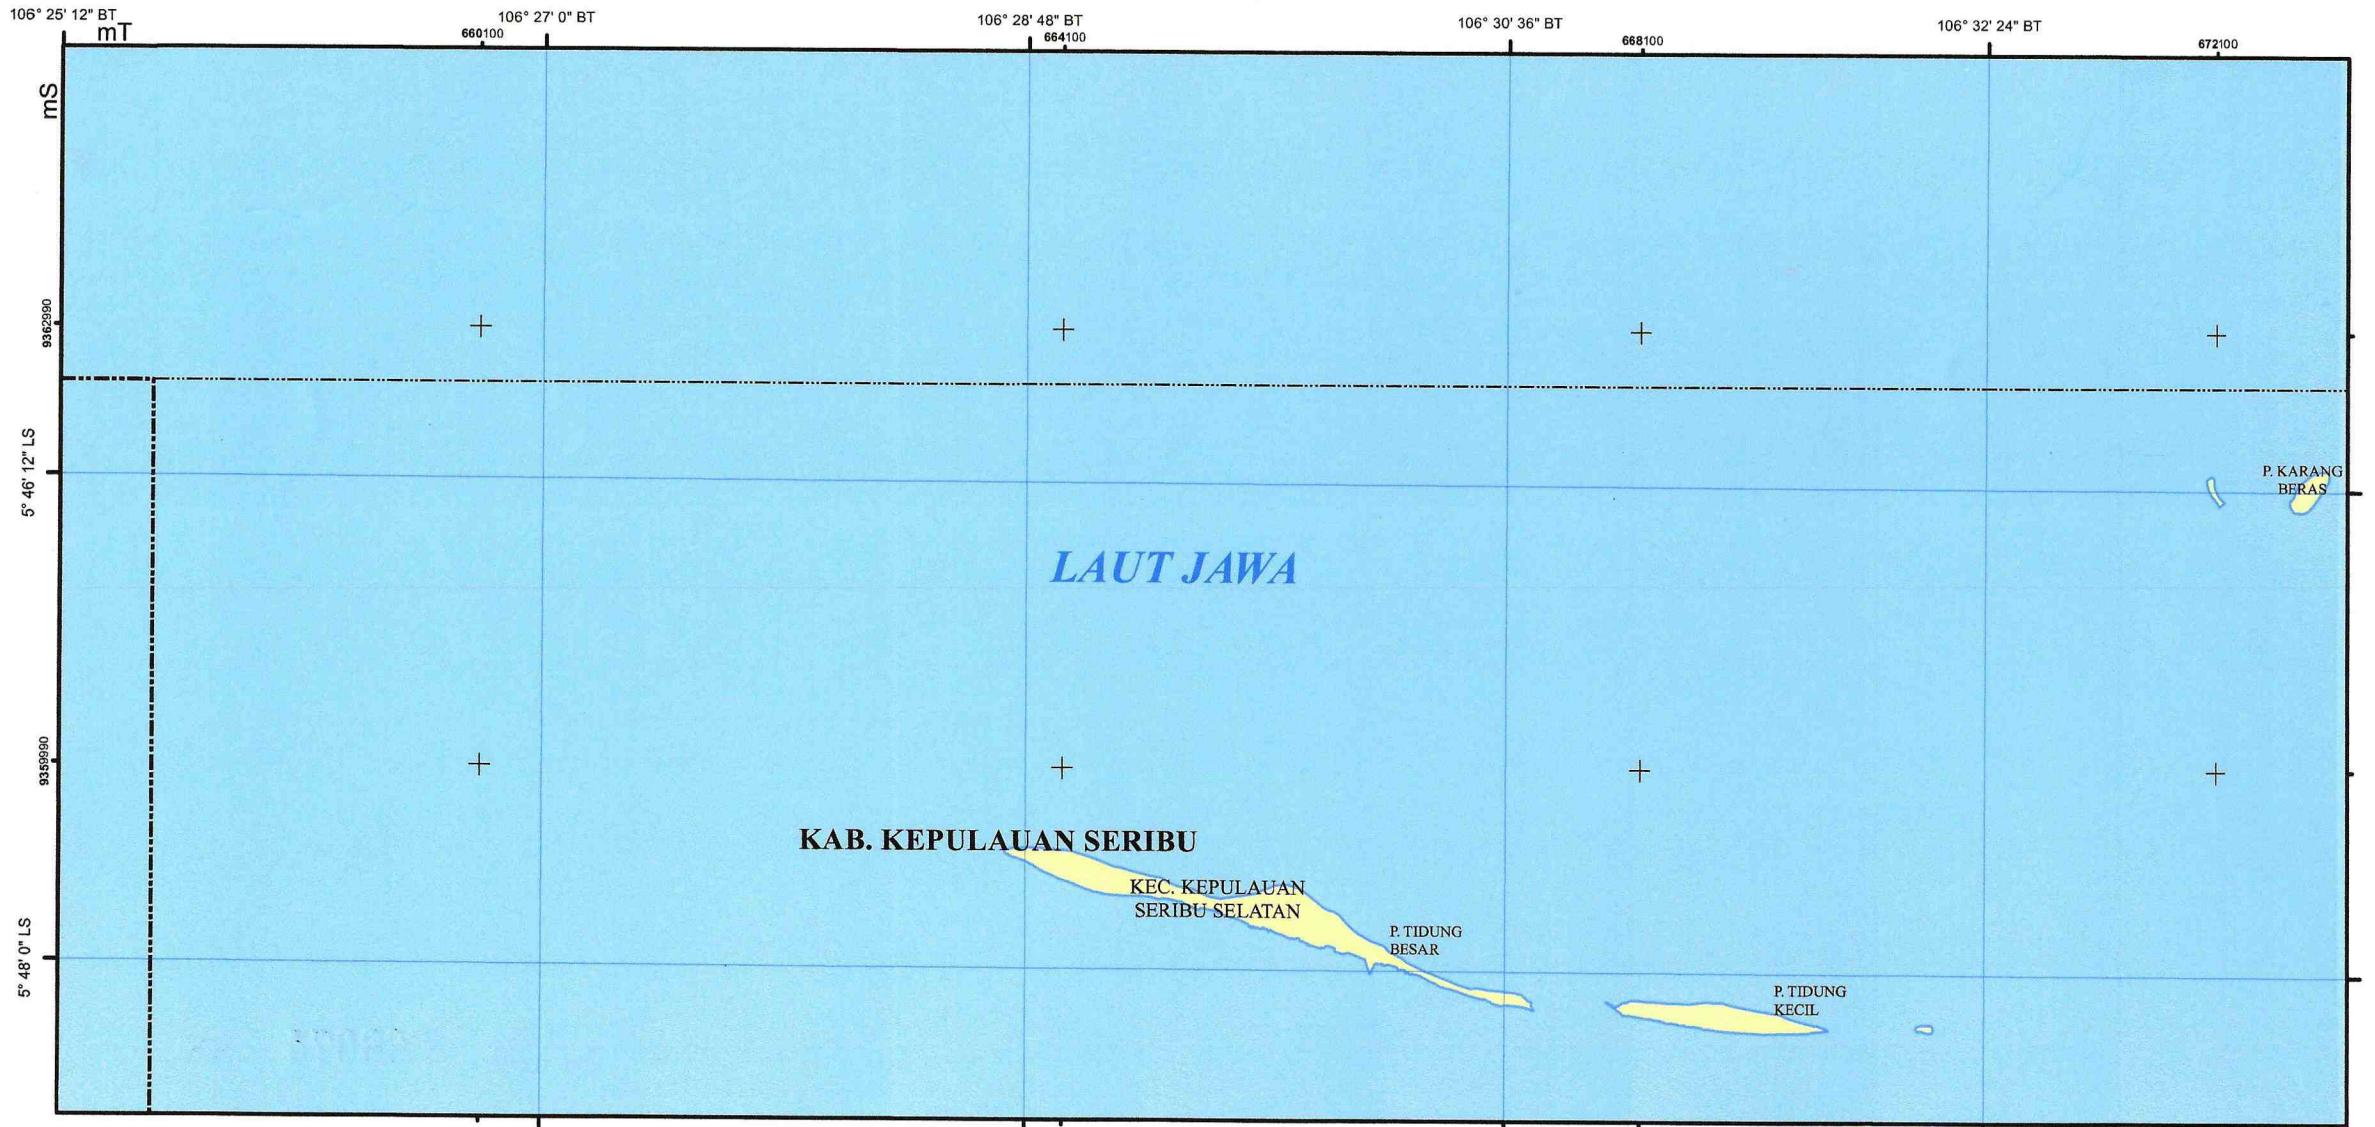 106° 25' 12" BT
106° 27' 0" BT
106° 28' 48" BT
106° 30' 36" BT
106° 32' 24" BT
mT
660100
664100
668100
672100
mS
9362990
5° 46' 12" LS
P. KARANG
BERAS
LAUT JAWA
9359990
KAB. KEPULAUAN SERIBU
KEC. KEPULAUAN
SERIBU SELATAN
P. TIDUNG
BESAR
5° 48' 0" LS
P. TIDUNG
KECIL